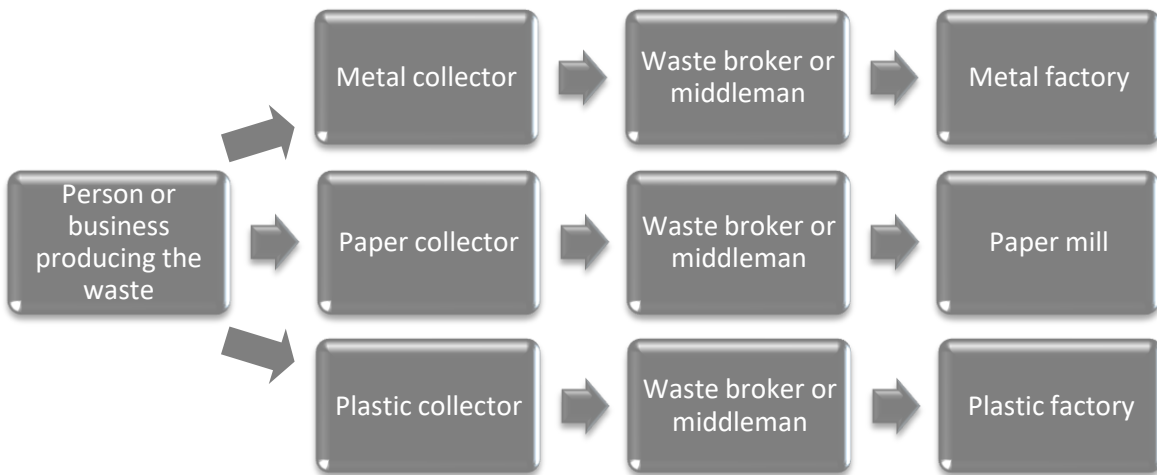 Metal collector
Waste broker or
middleman
Metal factory
Person or
business
producing the
waste
Paper collector
Waste broker or
middleman
Paper mill
Plastic collector
Waste broker or
middleman
Plastic factory